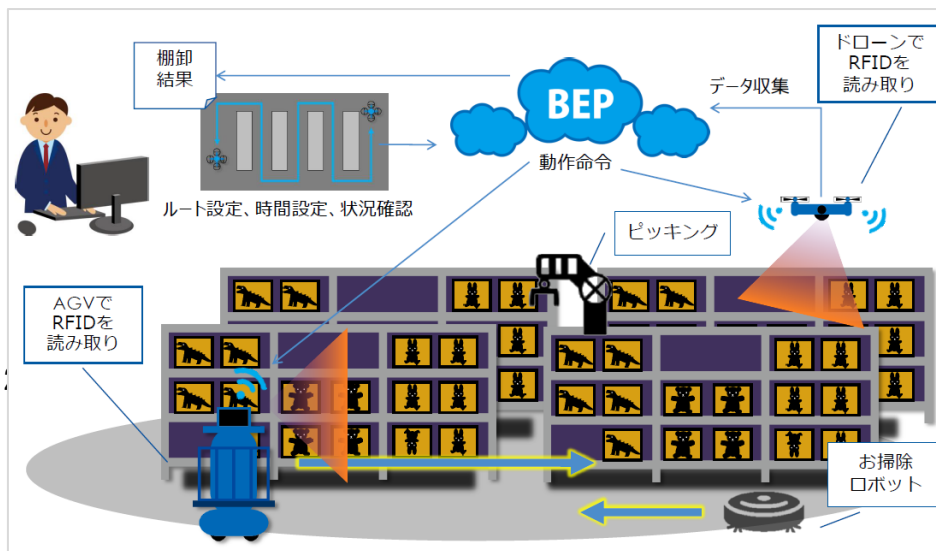 棚卸
結果
BEP
データ収集
ドローンで
RFIDを
読み取り
動作命令
ルート設定、時間設定、状況確認
ピッキング
AGVで
RFIDを
読み取り
お掃除
ロボット